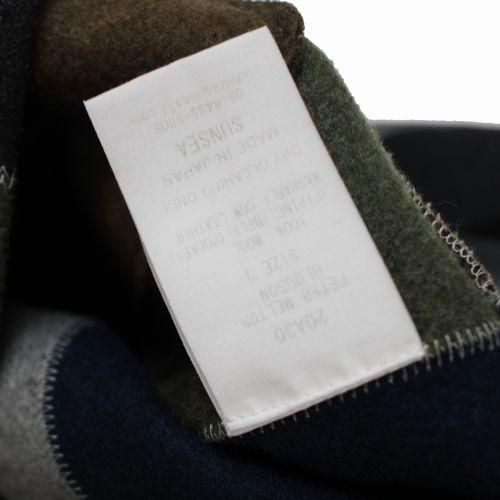 20A30
PETER MELTON
BLOUSON
SIZE 3
100% WOOL
(PIPING) (BELT) (POCKET)
WASHABLE COW LEATHER
DRY CLEANING ONLY
MADE IN JAPAN
SUNSEA